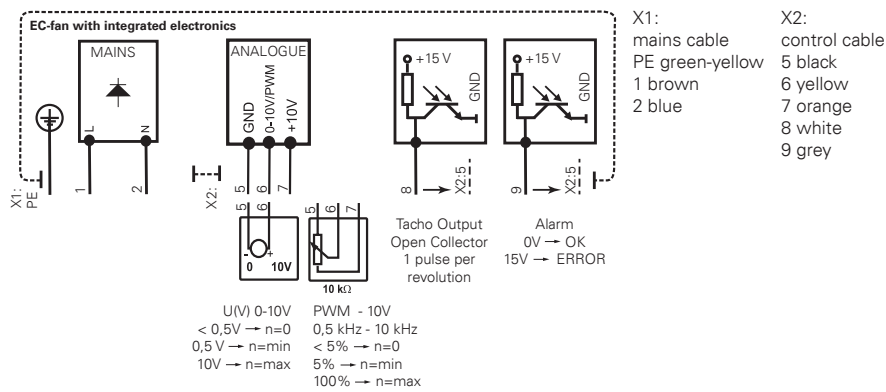 EC-fan with integrated electronics
MAINS
L
N
ANALOGUE
GND
0-10V/PWM
+10V
+15 V
GND
+15 V
GND
X1:
PE
1
2
X2:
5
6
7
8
X2:5
9
X2:5
5
6
- +
0 10V
5
6
7
10 kΩ
Tacho Output
Open Collector
1 pulse per
revolution
Alarm
0V → OK
15V → ERROR
U(V) 0-10V
< 0,5V → n=0
0,5 V → n=min
10V → n=max
PWM - 10V
0,5 kHz - 10 kHz
< 5% → n=0
5% → n=min
100% → n=max
X1:
mains cable
PE green-yellow
1 brown
2 blue
X2:
control cable
5 black
6 yellow
7 orange
8 white
9 grey